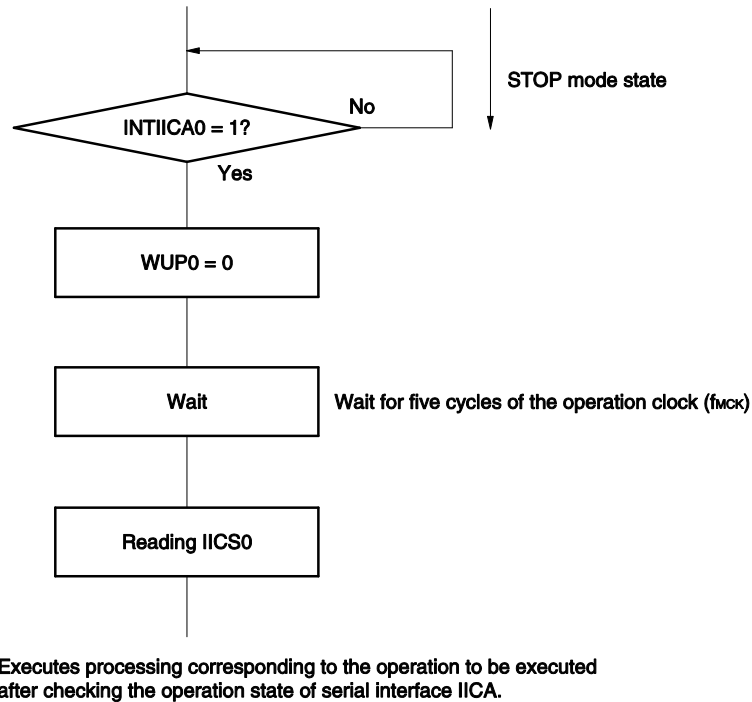 STOP mode state
No
INTIICA0 = 1?
Yes
WUP0 = 0
Wait
Wait for five cycles of the operation clock (fMCK)
Reading IICS0
Executes processing corresponding to the operation to be executed
after checking the operation state of serial interface IICA.